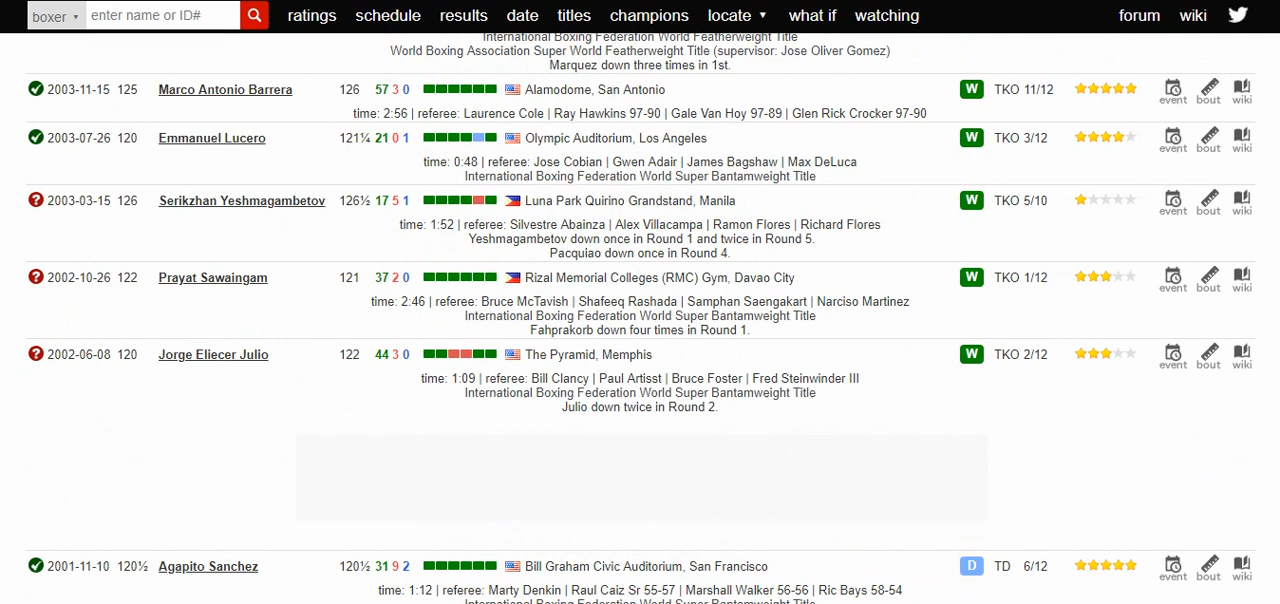 boxer ▾ enter name or ID# ratings schedule results date titles champions locate ▼ what if watching forum wiki
International Boxing Federation World Featherweight Title
World Boxing Association Super World Featherweight Title (supervisor: Jose Oliver Gomez)
Marquez down three times in 1st.
2003-11-15 125 Marco Antonio Barrera 126 57 3 0 Alamodome, San Antonio W TKO 11/12 event bout wiki
time: 2:56 | referee: Laurence Cole | Ray Hawkins 97-90 | Gale Van Hoy 97-89 | Glen Rick Crocker 97-90
2003-07-26 120 Emmanuel Lucero 121¼ 21 0 1 Olympic Auditorium, Los Angeles W TKO 3/12 event bout wiki
time: 0:48 | referee: Jose Cobian | Gwen Adair | James Bagshaw | Max DeLuca
International Boxing Federation World Super Bantamweight Title
? 2003-03-15 126 Serikzhan Yeshmagambetov 126½ 17 5 1 Luna Park Quirino Grandstand, Manila W TKO 5/10 event bout wiki
time: 1:52 | referee: Silvestre Abainza | Alex Villacampa | Ramon Flores | Richard Flores
Yeshmagambetov down once in Round 1 and twice in Round 5.
Pacquiao down once in Round 4.
? 2002-10-26 122 Prayat Sawaingam 121 37 2 0 Rizal Memorial Colleges (RMC) Gym, Davao City W TKO 1/12 event bout wiki
time: 2:46 | referee: Bruce McTavish | Shafeeq Rashada | Samphan Saengakart | Narciso Martinez
International Boxing Federation World Super Bantamweight Title
Fahprakorb down four times in Round 1.
? 2002-06-08 120 Jorge Eliecer Julio 122 44 3 0 The Pyramid, Memphis W TKO 2/12 event bout wiki
time: 1:09 | referee: Bill Clancy | Paul Artisst | Bruce Foster | Fred Steinwinder III
International Boxing Federation World Super Bantamweight Title
Julio down twice in Round 2.
2001-11-10 120½ Agapito Sanchez 120½ 31 9 2 Bill Graham Civic Auditorium, San Francisco D TD 6/12 event bout wiki
time: 1:12 | referee: Marty Denkin | Raul Caiz Sr 55-57 | Marshall Walker 56-56 | Ric Bays 58-54